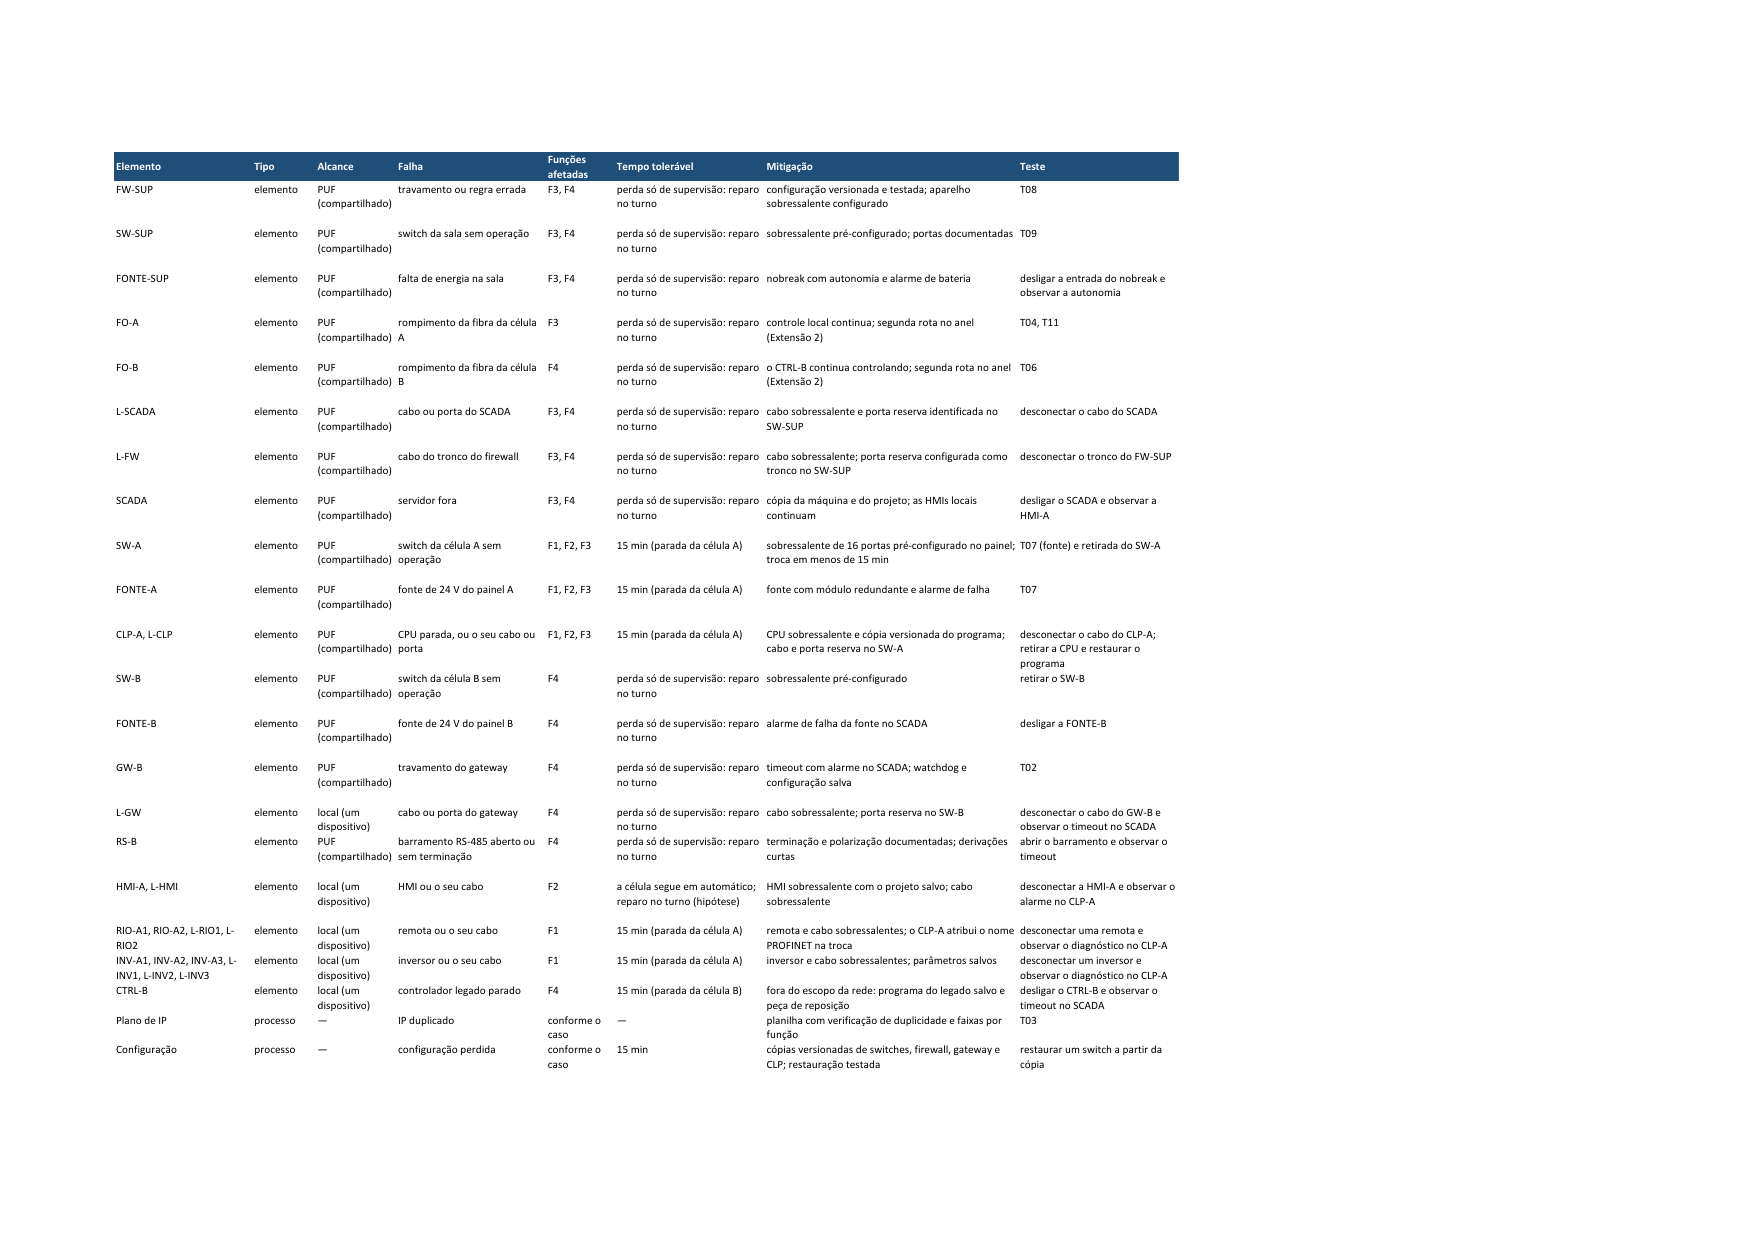 Elemento Tipo Alcance Falha Funções afetadas Tempo tolerável Mitigação Teste
FW-SUP elemento PUF travamento ou regra errada F3, F4 perda só de supervisão: reparo configuração versionada e testada; aparelho T08
(compartilhado) no turno sobressalente configurado
SW-SUP elemento PUF switch da sala sem operação F3, F4 perda só de supervisão: reparo sobressalente pré-configurado; portas documentadas T09
(compartilhado) no turno
FONTE-SUP elemento PUF falta de energia na sala F3, F4 perda só de supervisão: reparo nobreak com autonomia e alarme de bateria desligar a entrada do nobreak e
(compartilhado) no turno observar a autonomia
FO-A elemento PUF rompimento da fibra da célula F3 perda só de supervisão: reparo controle local continua; segunda rota no anel T04, T11
(compartilhado) A no turno (Extensão 2)
FO-B elemento PUF rompimento da fibra da célula F4 perda só de supervisão: reparo o CTRL-B continua controlando; segunda rota no anel T06
(compartilhado) B no turno (Extensão 2)
L-SCADA elemento PUF cabo ou porta do SCADA F3, F4 perda só de supervisão: reparo cabo sobressalente e porta reserva identificada no desconectar o cabo do SCADA
(compartilhado) no turno SW-SUP
L-FW elemento PUF cabo do tronco do firewall F3, F4 perda só de supervisão: reparo cabo sobressalente; porta reserva configurada como desconectar o tronco do FW-SUP
(compartilhado) no turno tronco no SW-SUP
SCADA elemento PUF servidor fora F3, F4 perda só de supervisão: reparo cópia da máquina e do projeto; as HMIs locais desligar o SCADA e observar a
(compartilhado) no turno continuam HMI-A
SW-A elemento PUF switch da célula A sem F1, F2, F3 15 min (parada da célula A) sobressalente de 16 portas pré-configurado no painel; T07 (fonte) e retirada do SW-A
(compartilhado) operação troca em menos de 15 min
FONTE-A elemento PUF fonte de 24 V do painel A F1, F2, F3 15 min (parada da célula A) fonte com módulo redundante e alarme de falha T07
(compartilhado)
CLP-A, L-CLP elemento PUF CPU parada, ou o seu cabo ou F1, F2, F3 15 min (parada da célula A) CPU sobressalente e cópia versionada do programa; desconectar o cabo do CLP-A;
(compartilhado) porta cabo e porta reserva no SW-A retirar a CPU e restaurar o
programa
SW-B elemento PUF switch da célula B sem F4 perda só de supervisão: reparo sobressalente pré-configurado retirar o SW-B
(compartilhado) operação no turno
FONTE-B elemento PUF fonte de 24 V do painel B F4 perda só de supervisão: reparo alarme de falha da fonte no SCADA desligar a FONTE-B
(compartilhado) no turno
GW-B elemento PUF travamento do gateway F4 perda só de supervisão: reparo timeout com alarme no SCADA; watchdog e T02
(compartilhado) no turno configuração salva
L-GW elemento local (um cabo ou porta do gateway F4 perda só de supervisão: reparo cabo sobressalente; porta reserva no SW-B desconectar o cabo do GW-B e
dispositivo) no turno observar o timeout no SCADA
RS-B elemento PUF barramento RS-485 aberto ou F4 perda só de supervisão: reparo terminação e polarização documentadas; derivações abrir o barramento e observar o
(compartilhado) sem terminação no turno curtas timeout
HMI-A, L-HMI elemento local (um HMI ou o seu cabo F2 a célula segue em automático; HMI sobressalente com o projeto salvo; cabo desconectar a HMI-A e observar o
dispositivo) reparo no turno (hipótese) sobressalente alarme no CLP-A
RIO-A1, RIO-A2, L-RIO1, L- elemento local (um remota ou o seu cabo F1 15 min (parada da célula A) remota e cabo sobressalentes; o CLP-A atribui o nome desconectar uma remota e
RIO2 dispositivo) PROFINET na troca observar o diagnóstico no CLP-A
INV-A1, INV-A2, INV-A3, L- elemento local (um inversor ou o seu cabo F1 15 min (parada da célula A) inversor e cabo sobressalentes; parâmetros salvos desconectar um inversor e
INV1, L-INV2, L-INV3 dispositivo) observar o diagnóstico no CLP-A
CTRL-B elemento local (um controlador legado parado F4 15 min (parada da célula B) fora do escopo da rede: programa do legado salvo e desligar o CTRL-B e observar o
dispositivo) peça de reposição timeout no SCADA
Plano de IP processo — IP duplicado conforme o — planilha com verificação de duplicidade e faixas por T03
caso função
Configuração processo — configuração perdida conforme o 15 min cópias versionadas de switches, firewall, gateway e restaurar um switch a partir da
caso CLP; restauração testada cópia